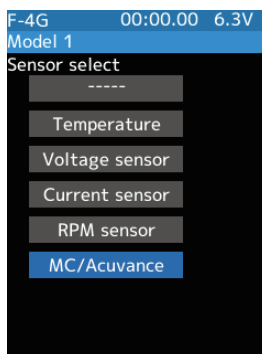 F-4G 00:00.00 6.3V
Model 1
Sensor select
-----
Temperature
Voltage sensor
Current sensor
RPM sensor
MC/Acuvance